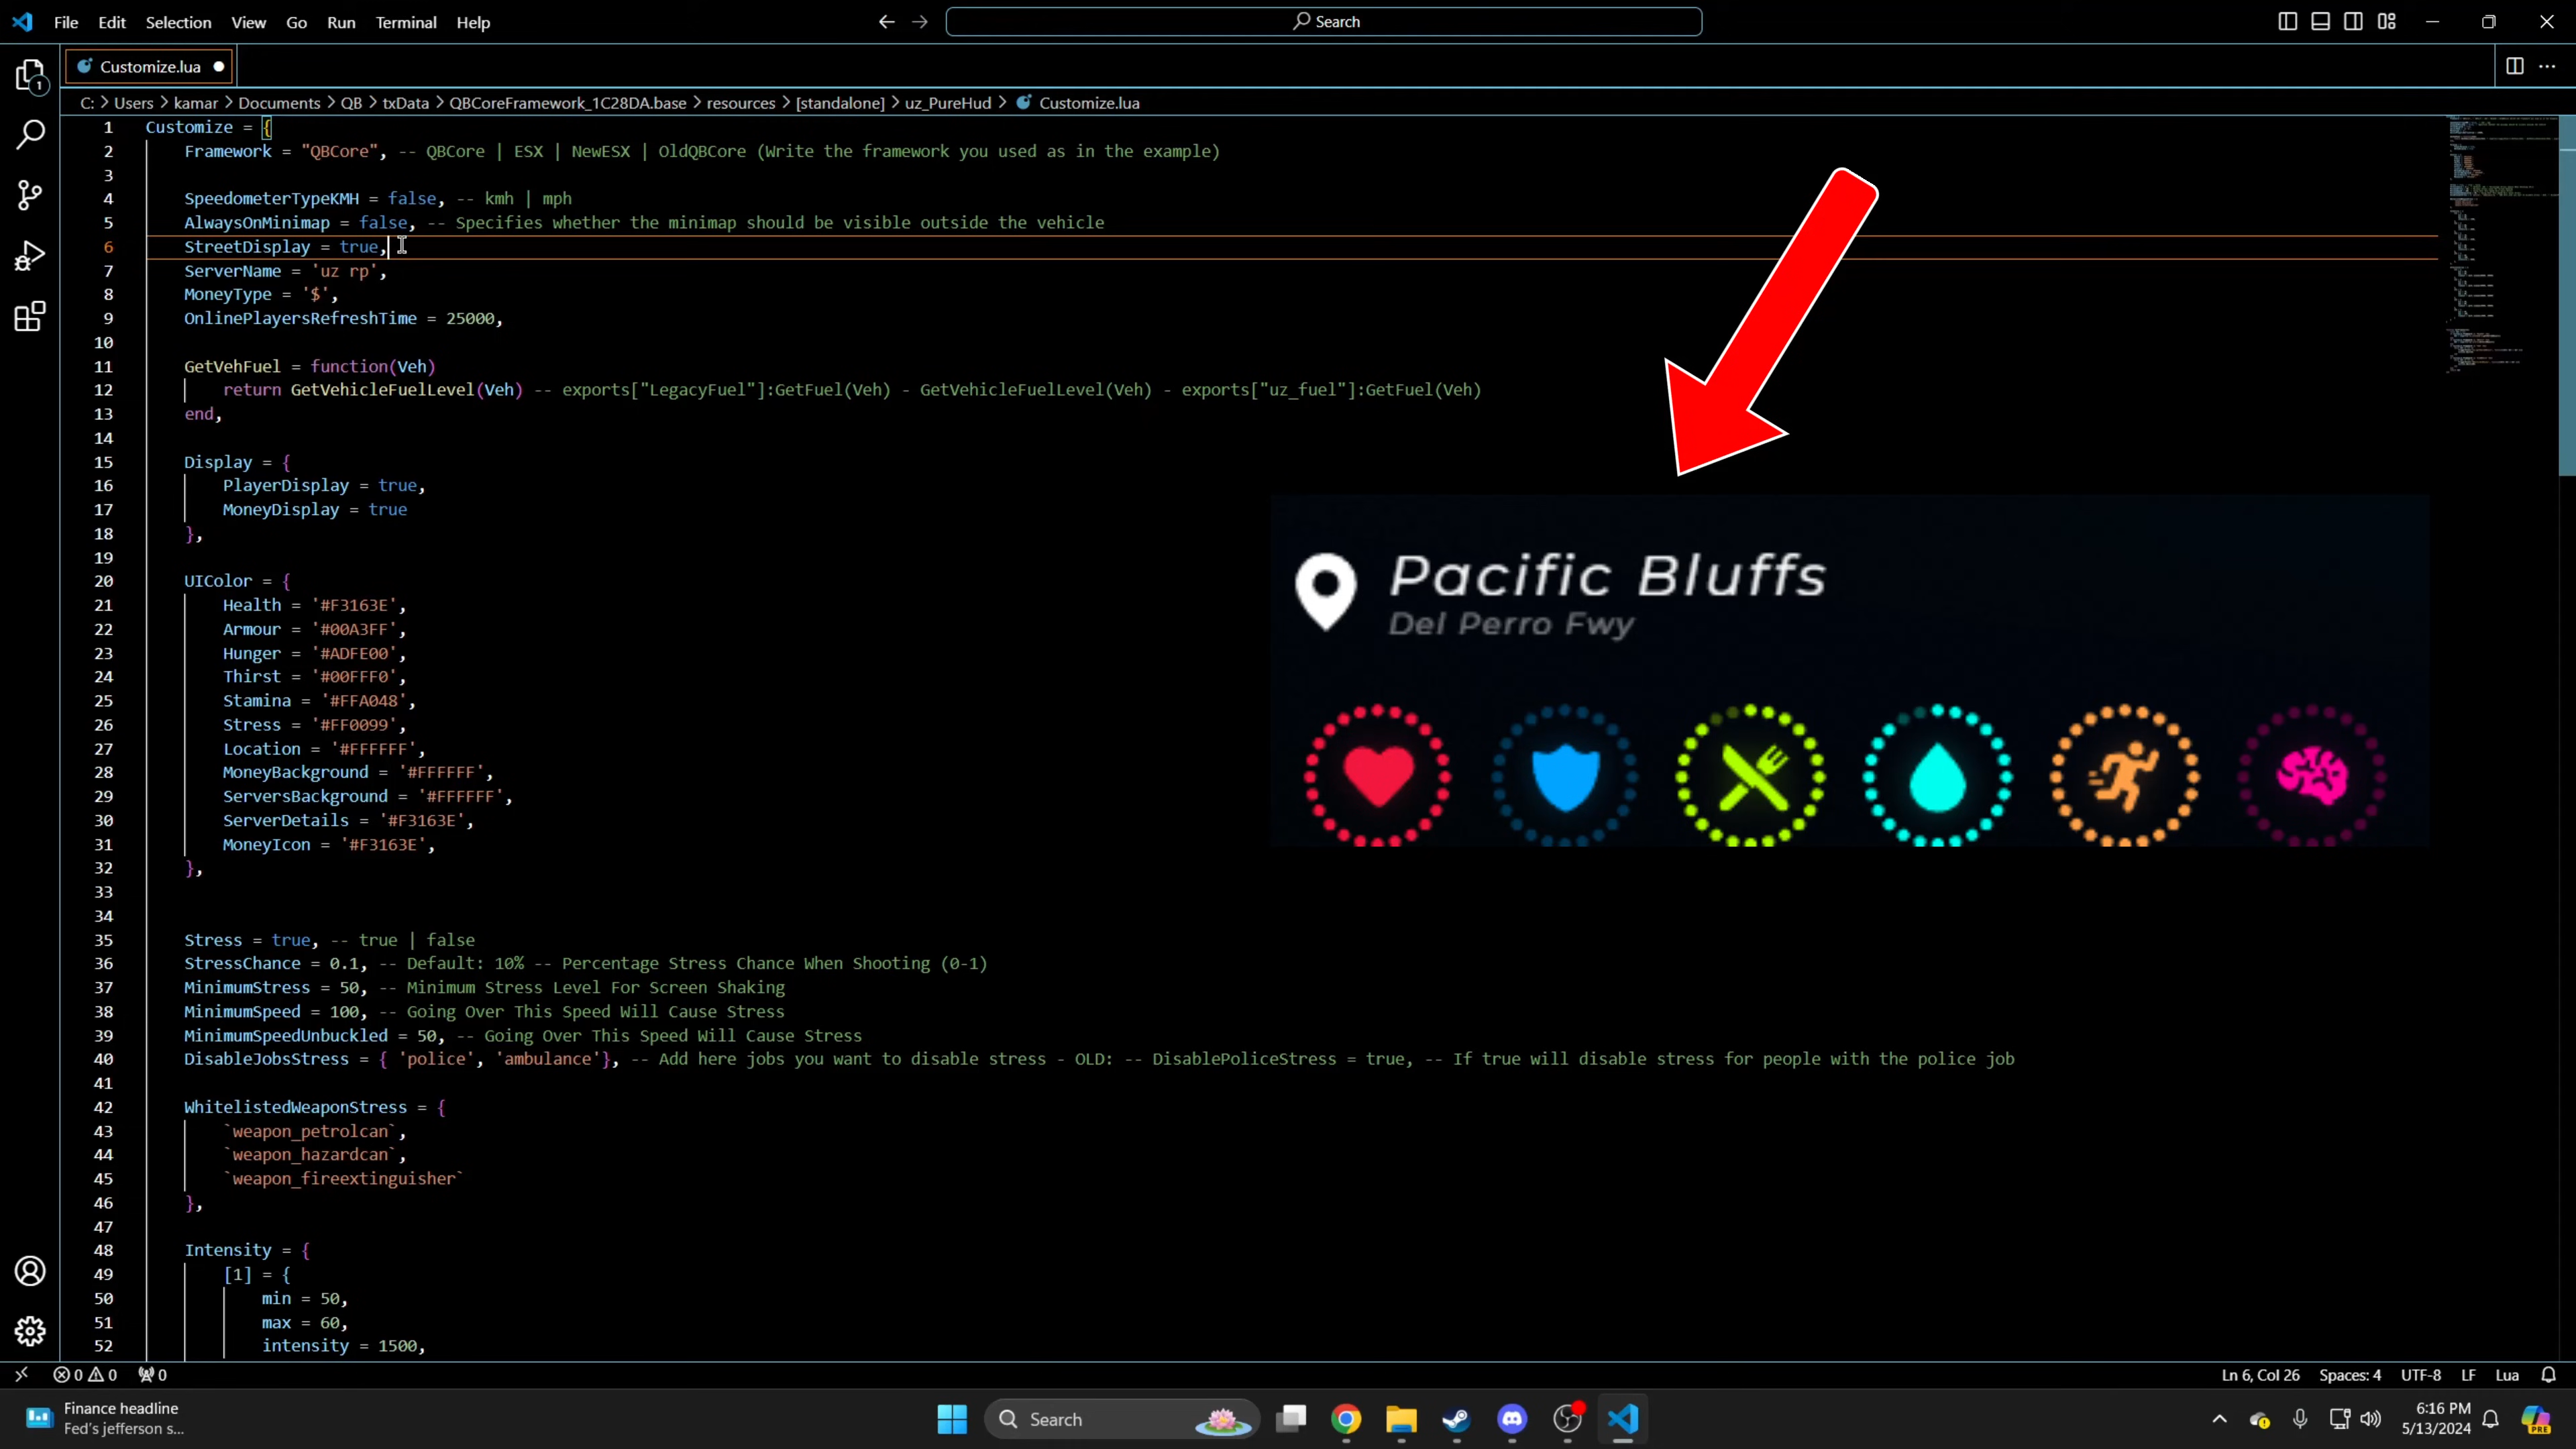 File Edit Selection View Go Run Terminal Help
Search
Customize.lua
1
C: > Users > kamar > Documents > QB > txData > QBCoreFramework_1C28DA.base > resources > [standalone] > uz_PureHud > Customize.lua
1 Customize = {
2 Framework = "QBCore", -- QBCore | ESX | NewESX | OldQBCore (Write the framework you used as in the example)
3
4 SpeedometerTypeKMH = false, -- kmh | mph
5 AlwaysOnMinimap = false, -- Specifies whether the minimap should be visible outside the vehicle
6 StreetDisplay = true,
7 ServerName = 'uz rp',
8 MoneyType = '$',
9 OnlinePlayersRefreshTime = 25000,
10
11 GetVehFuel = function(Veh)
12 return GetVehicleFuelLevel(Veh) -- exports["LegacyFuel"]:GetFuel(Veh) - GetVehicleFuelLevel(Veh) - exports["uz_fuel"]:GetFuel(Veh)
13 end,
14
15 Display = {
16 PlayerDisplay = true,
17 MoneyDisplay = true
18 },
19
20 UIColor = {
21 Health = '#F3163E',
22 Armour = '#00A3FF',
23 Hunger = '#ADFE00',
24 Thirst = '#00FFF0',
25 Stamina = '#FFA048',
26 Stress = '#FF0099',
27 Location = '#FFFFFF',
28 MoneyBackground = '#FFFFFF',
29 ServersBackground = '#FFFFFF',
30 ServerDetails = '#F3163E',
31 MoneyIcon = '#F3163E',
32 },
33
34
35 Stress = true, -- true | false
36 StressChance = 0.1, -- Default: 10% -- Percentage Stress Chance When Shooting (0-1)
37 MinimumStress = 50, -- Minimum Stress Level For Screen Shaking
38 MinimumSpeed = 100, -- Going Over This Speed Will Cause Stress
39 MinimumSpeedUnbuckled = 50, -- Going Over This Speed Will Cause Stress
40 DisableJobsStress = { 'police', 'ambulance'}, -- Add here jobs you want to disable stress - OLD: -- DisablePoliceStress = true, -- If true will disable stress for people with the police job
41
42 WhitelistedWeaponStress = {
43 `weapon_petrolcan`,
44 `weapon_hazardcan`,
45 `weapon_fireextinguisher`
46 },
47
48 Intensity = {
49 [1] = {
50 min = 50,
51 max = 60,
52 intensity = 1500,
Pacific Bluffs
Del Perro Fwy
0 0 0
Ln 6, Col 26 Spaces: 4 UTF-8 LF Lua
Finance headline
Fed's jefferson s...
Search
6:16 PM
5/13/2024
PRE